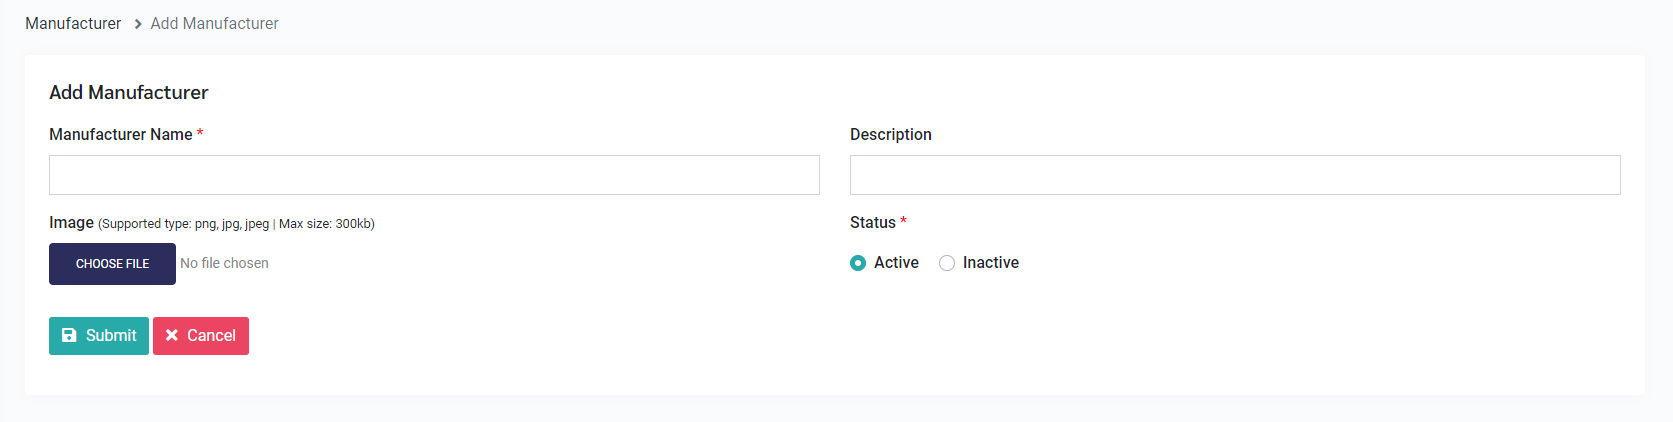 Manufacturer > Add Manufacturer
Add Manufacturer
Manufacturer Name *
Description
Image (Supported type: png, jpg, jpeg | Max size: 300kb)
Status *
CHOOSE FILE No file chosen
Active Inactive
Submit Cancel